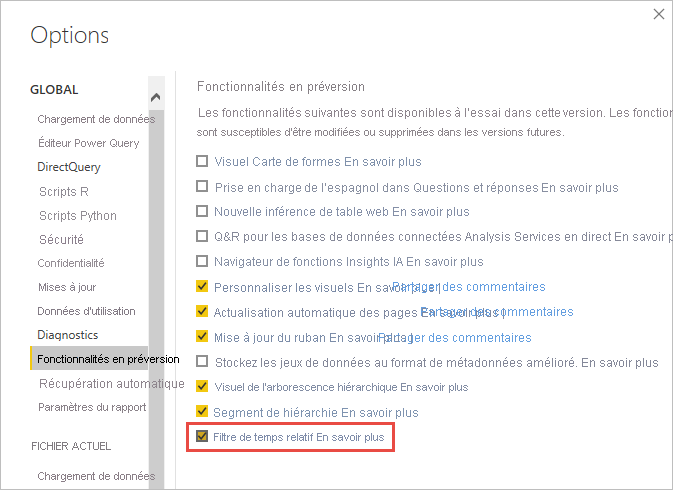 Options
GLOBAL
Chargement de données
Éditeur Power Query
DirectQuery
Scripts R
Scripts Python
Sécurité
Confidentialité
Mises à jour
Données d'utilisation
Diagnostics
Fonctionnalités en préversion
Récupération automatique
Paramètres du rapport
FICHIER ACTUEL
Chargement de données
Fonctionnalités en préversion
Les fonctionnalités suivantes sont disponibles à l'essai dans cette version. Les fonction
sont susceptibles d'être modifiées ou supprimées dans les versions futures.
Visuel Carte de formes En savoir plus
Prise en charge de l'espagnol dans Questions et réponses En savoir plus
Nouvelle inférence de table web En savoir plus
Q&R pour les bases de données connectées Analysis Services en direct En savoir p
Navigateur de fonctions Insights IA En savoir plus
Personnaliser les visuels En savoir plus | Partager des commentaires
Actualisation automatique des pages En savoir plus | Partager des commentaires
Mise à jour du ruban En savoir plus | Partager des commentaires
Stockez les jeux de données au format de métadonnées amélioré. En savoir plus
Visuel de l'arborescence hiérarchique En savoir plus
Segment de hiérarchie En savoir plus
Filtre de temps relatif En savoir plus